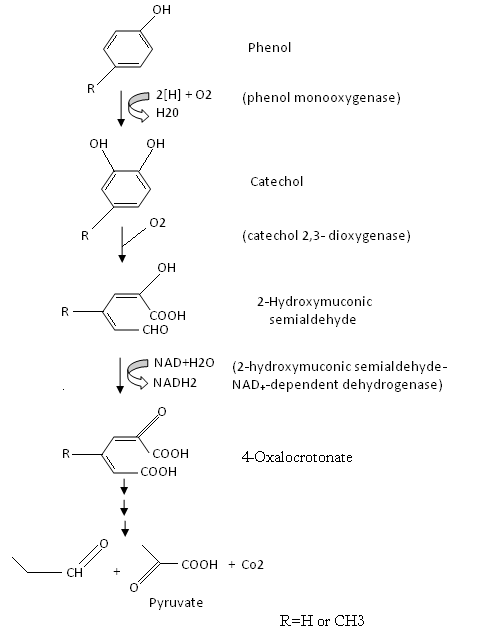 OH
Phenol
R
2[H] + O2
(phenol monooxygenase)
H20
OH OH
Catechol
R
O2
(catechol 2,3- dioxygenase)
OH
R
COOH
CHO
2-Hydroxymuconic
semialdehyde
NAD+H2O
NADH2
(2-hydroxymuconic semialdehyde-
NAD+-dependent dehydrogenase)
O
R
COOH
COOH
4-Oxalocrotonate
O
CH
+
O
COOH + Co2
Pyruvate
R=H or CH3